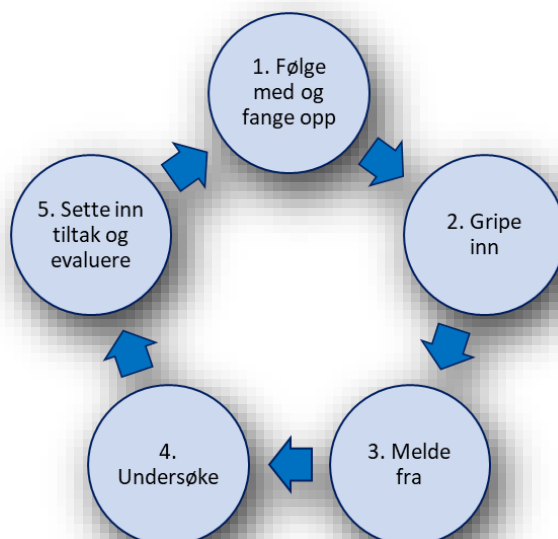 1. Følge
med og
fange opp
2. Gripe
inn
3. Melde
fra
4.
Undersøke
5. Sette inn
tiltak og
evaluere